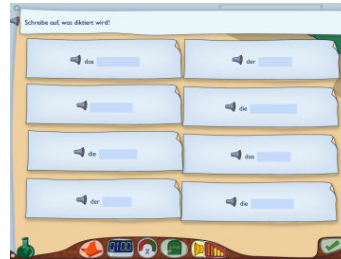 Schreibe auf, was diktiert wird!
das
der
die
die
das
der
die